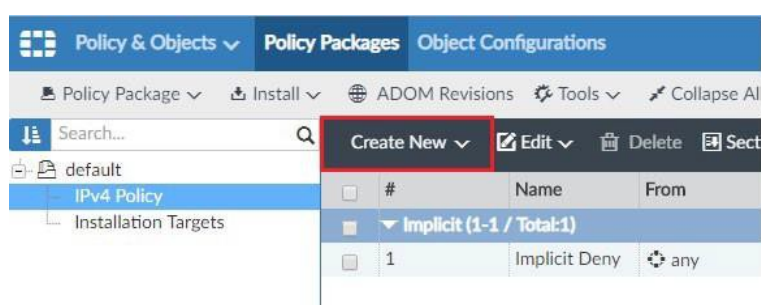 Policy & Objects Policy Packages Object Configurations
Policy Package Install ADOM Revisions Tools Collapse Al
Search... Create New Edit Delete Sect
default
# Name From
IPv4 Policy
Implicit (1-1 / Total:1)
Installation Targets
1 Implicit Deny any